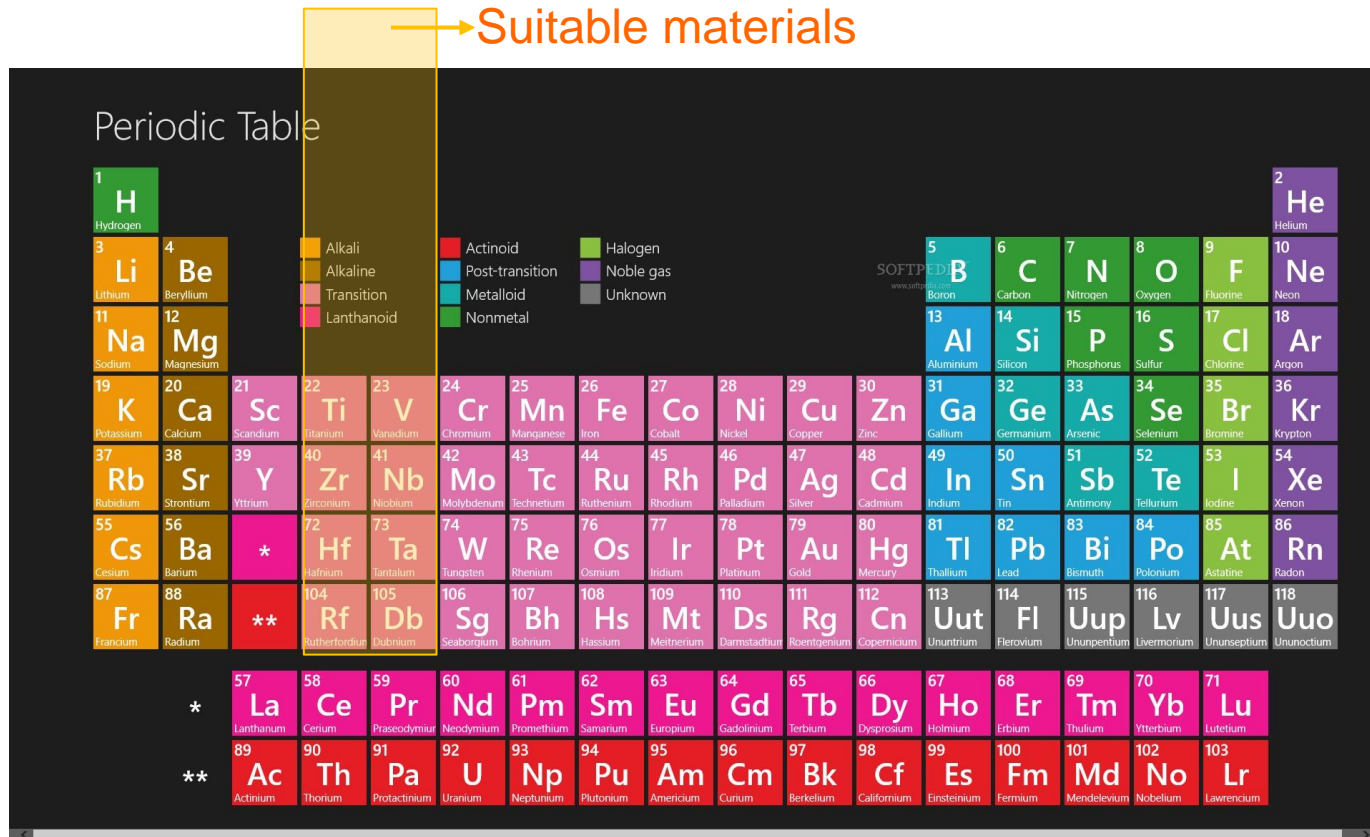 Suitable materials
Periodic Table
1 2
H He
Hydrogen Helium
Alkali Actinoid Halogen
Alkaline Post-transition Noble gas
Transition Metalloid Unknown
Lanthanoid Nonmetal
SOFTPEDIA
www.softpedia.com
3 4 5 6 7 8 9 10
Li Be B C N O F Ne
Lithium Beryllium Boron Carbon Nitrogen Oxygen Fluorine Neon
11 12 13 14 15 16 17 18
Na Mg Al Si P S Cl Ar
Sodium Magnesium Aluminium Silicon Phosphorus Sulfur Chlorine Argon
19 20 21 22 23 24 25 26 27 28 29 30 31 32 33 34 35 36
K Ca Sc Ti V Cr Mn Fe Co Ni Cu Zn Ga Ge As Se Br Kr
Potassium Calcium Scandium Titanium Vanadium Chromium Manganese Iron Cobalt Nickel Copper Zinc Gallium Germanium Arsenic Selenium Bromine Krypton
37 38 39 40 41 42 43 44 45 46 47 48 49 50 51 52 53 54
Rb Sr Y Zr Nb Mo Tc Ru Rh Pd Ag Cd In Sn Sb Te I Xe
Rubidium Strontium Yttrium Zirconium Niobium Molybdenum Technetium Ruthenium Rhodium Palladium Silver Cadmium Indium Tin Antimony Tellurium Iodine Xenon
55 56 72 73 74 75 76 77 78 79 80 81 82 83 84 85 86
Cs Ba * Hf Ta W Re Os Ir Pt Au Hg Tl Pb Bi Po At Rn
Cesium Barium Hafnium Tantalum Tungsten Rhenium Osmium Iridium Platinum Gold Mercury Thallium Lead Bismuth Polonium Astatine Radon
87 88 104 105 106 107 108 109 110 111 112 113 114 115 116 117 118
Fr Ra ** Rf Db Sg Bh Hs Mt Ds Rg Cn Uut Fl Uup Lv Uus Uuo
Francium Radium Rutherfordiur Dubnium Seaborgium Bohrium Hassium Meitnerium Darmstadtium Roentgenium Copernicium Ununtrium Flerovium Ununpentium Livermorium Ununseptium Ununoctium
57 58 59 60 61 62 63 64 65 66 67 68 69 70 71
* La Ce Pr Nd Pm Sm Eu Gd Tb Dy Ho Er Tm Yb Lu
Lanthanum Cerium Praseodymiur Neodymium Promethium Samarium Europium Gadolinium Terbium Dysprosium Holmium Erbium Thulium Ytterbium Lutetium
89 90 91 92 93 94 95 96 97 98 99 100 101 102 103
** Ac Th Pa U Np Pu Am Cm Bk Cf Es Fm Md No Lr
Actinium Thorium Protactinium Uranium Neptunium Plutonium Americium Curium Berkelium Californium Einsteinium Fermium Mendelevium Nobelium Lawrencium